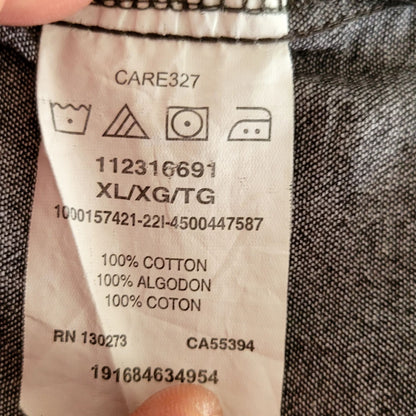 CARE327
112316691
XL/XG/TG
1000157421-22I-4500447587
100% COTTON
100% ALGODON
100% COTON
RN 130273 CA55394
191684634954